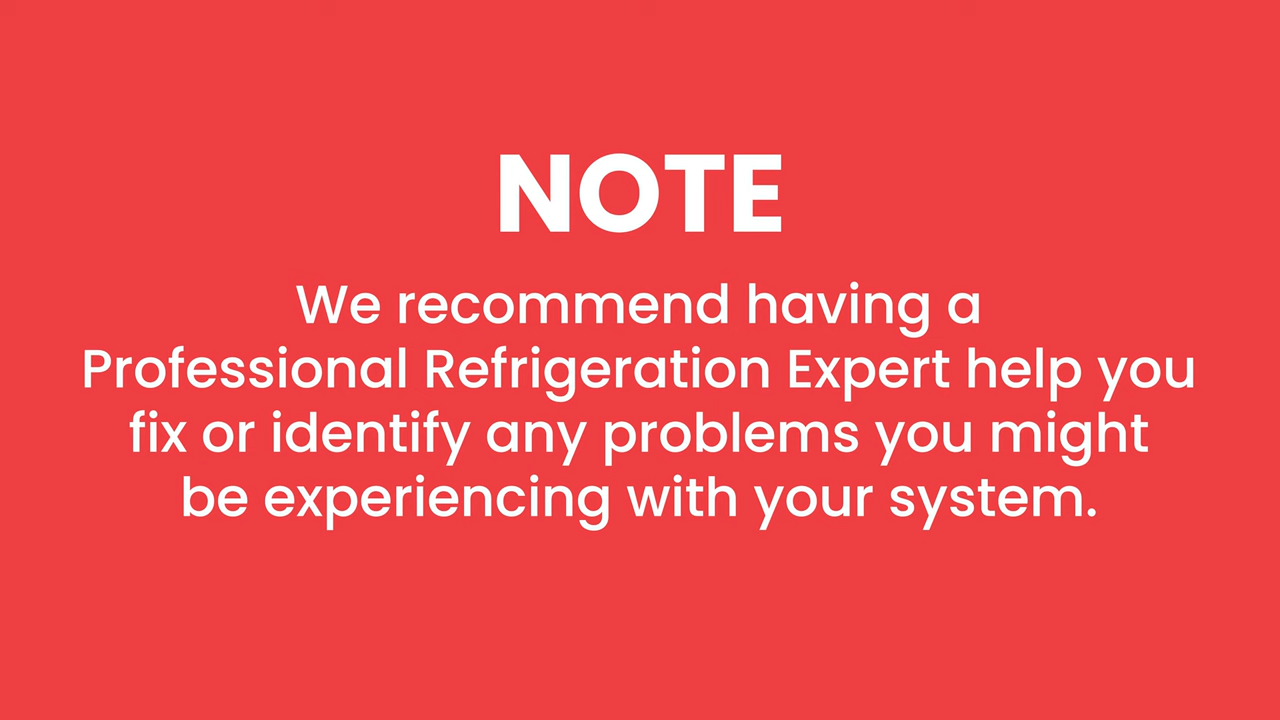 NOTE
We recommend having a
Professional Refrigeration Expert help you
fix or identify any problems you might
be experiencing with your system.